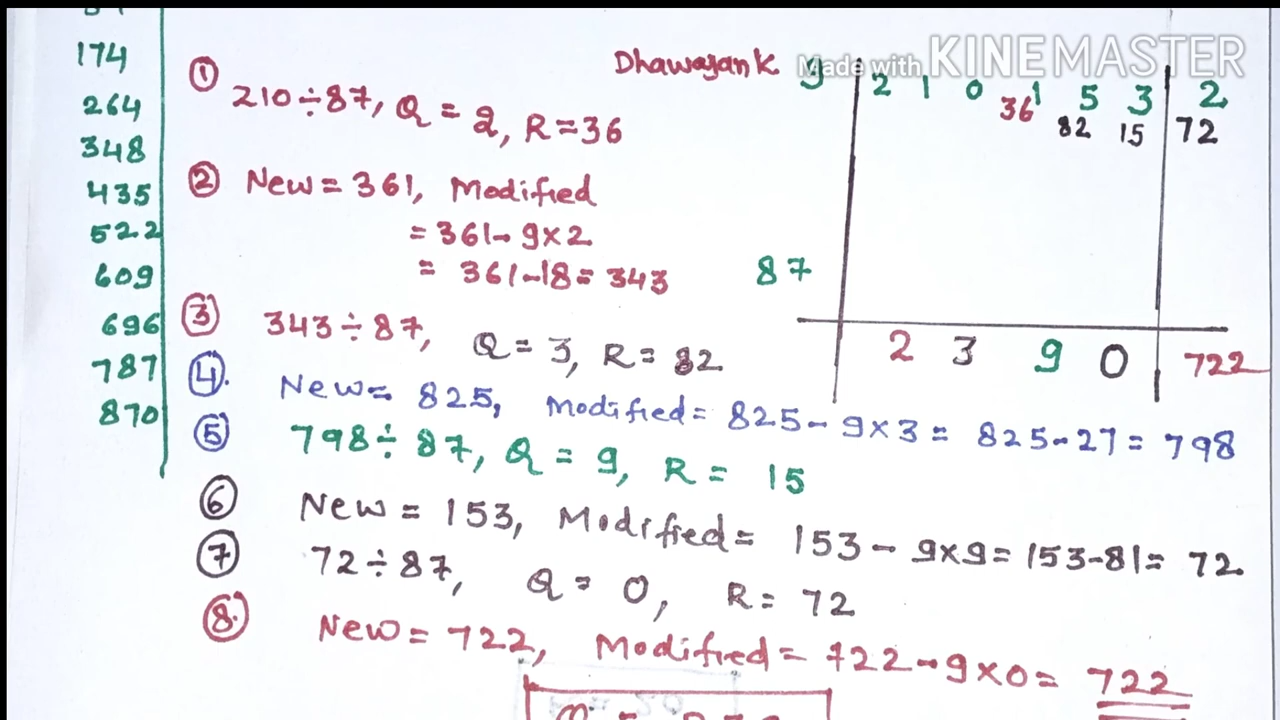 174
264
348
435
522
609
696
787
870
① 210÷87, Q = 2, R=36
② New = 361, Modified
= 361-9×2
= 361-18= 343
③ 343÷87, Q = 3, R= 82
④. New= 825, Modified= 825-9×3= 825-27= 798
⑤ 798÷87, Q = 9, R= 15
⑥ New = 153, Modified= 153-9×9=153-81= 72
⑦ 72÷87, Q = 0, R= 72
⑧. New= 722, Modified= 722-9×0= 722
Dhawajank 9 2 1 0 1 5 3 2
36 82 15 72
87
2 3 9 0 722
Made with KINEMASTER